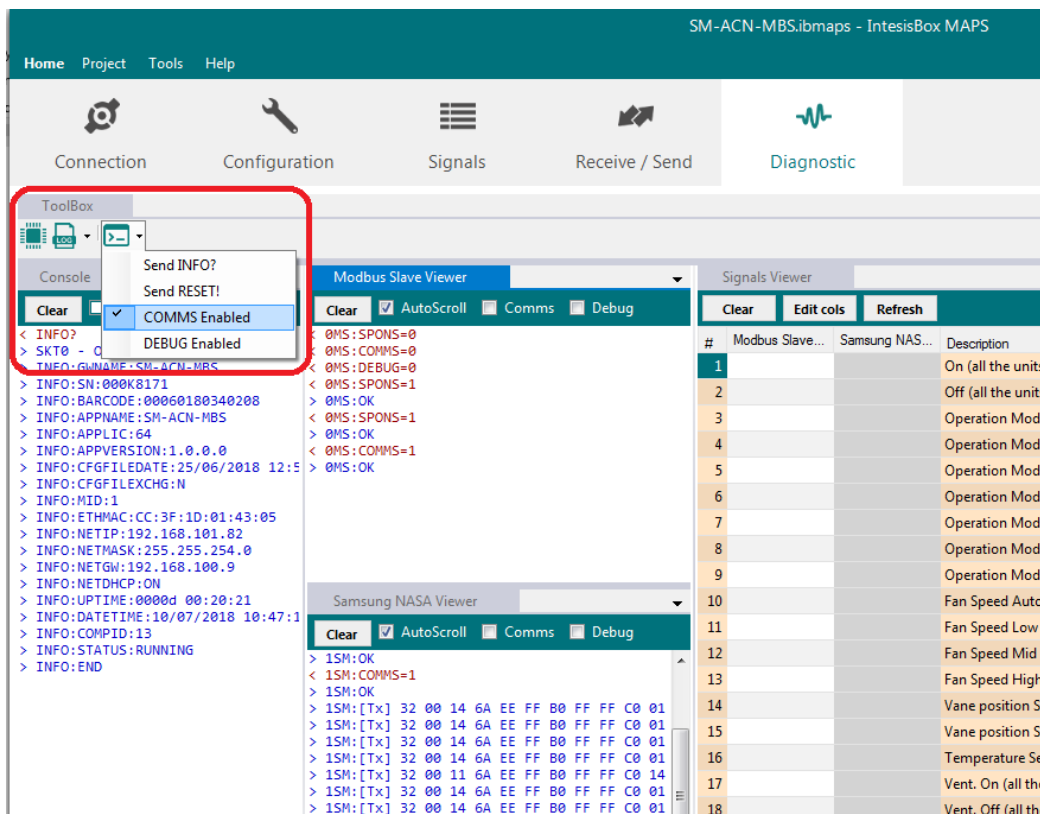 SM-ACN-MBS.ibmaps - IntesisBox MAPS
Home Project Tools Help
Connection Configuration Signals Receive / Send Diagnostic
ToolBox
LOG
Send INFO?
Send RESET!
COMMS Enabled
DEBUG Enabled
Console
Clear
< INFO?
> SKT0 - O
> INFO:GWNAME:SM-ACN-MBS
> INFO:SN:000K8171
> INFO:BARCODE:00060180340208
> INFO:APPNAME:SM-ACN-MBS
> INFO:APPLIC:64
> INFO:APPVERSION:1.0.0.0
> INFO:CFGFILEDATE:25/06/2018 12:5
> INFO:CFGFILEXCHG:N
> INFO:MID:1
> INFO:ETHMAC:CC:3F:1D:01:43:05
> INFO:NETIP:192.168.101.82
> INFO:NETMASK:255.255.254.0
> INFO:NETGW:192.168.100.9
> INFO:NETDHCP:ON
> INFO:UPTIME:0000d 00:20:21
> INFO:DATETIME:10/07/2018 10:47:1
> INFO:COMPID:13
> INFO:STATUS:RUNNING
> INFO:END
Modbus Slave Viewer
Clear AutoScroll Comms Debug
< 0MS:SPONS=0
< 0MS:COMMS=0
< 0MS:DEBUG=0
< 0MS:SPONS=1
> 0MS:OK
< 0MS:SPONS=1
> 0MS:OK
< 0MS:COMMS=1
> 0MS:OK
Samsung NASA Viewer
Clear AutoScroll Comms Debug
> 1SM:OK
< 1SM:COMMS=1
> 1SM:OK
> 1SM:[Tx] 32 00 14 6A EE FF B0 FF FF C0 01
> 1SM:[Tx] 32 00 14 6A EE FF B0 FF FF C0 01
> 1SM:[Tx] 32 00 14 6A EE FF B0 FF FF C0 01
> 1SM:[Tx] 32 00 14 6A EE FF B0 FF FF C0 01
> 1SM:[Tx] 32 00 11 6A EE FF B0 FF FF C0 14
> 1SM:[Tx] 32 00 14 6A EE FF B0 FF FF C0 01
> 1SM:[Tx] 32 00 14 6A EE FF B0 FF FF C0 01
Signals Viewer
Clear Edit cols Refresh
# Modbus Slave... Samsung NAS... Description
1 On (all the units
2 Off (all the unit
3 Operation Mod
4 Operation Mod
5 Operation Mod
6 Operation Mod
7 Operation Mod
8 Operation Mod
9 Operation Mod
10 Fan Speed Auto
11 Fan Speed Low
12 Fan Speed Mid
13 Fan Speed High
14 Vane position S
15 Vane position S
16 Temperature Se
17 Vent. On (all the
18 Vent. Off (all th